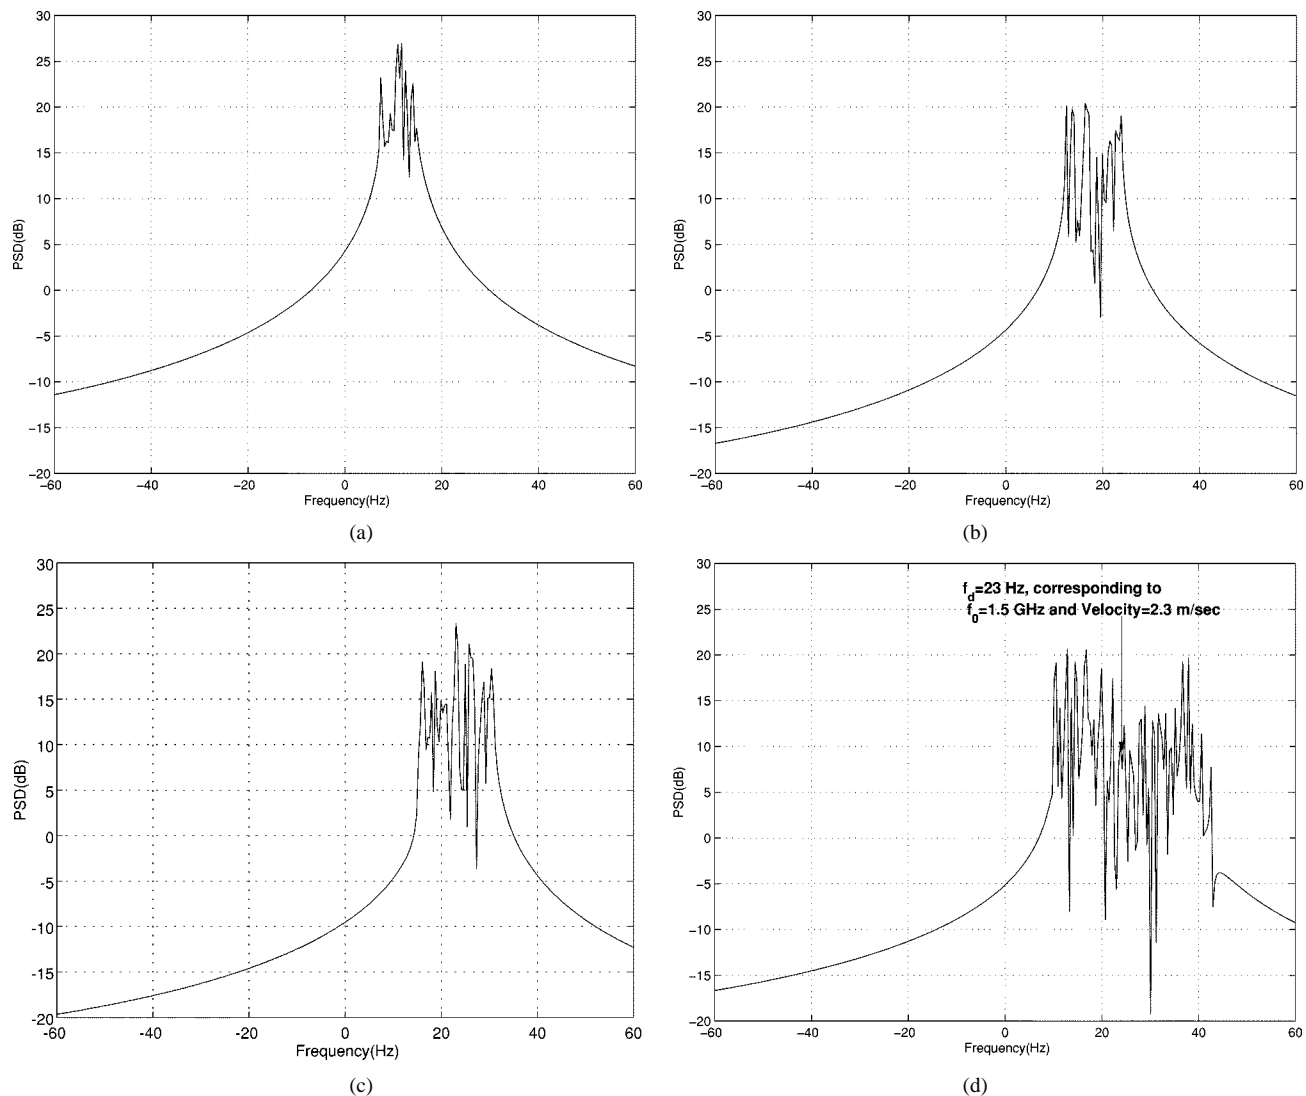 30
25
20
15
10
5
0
−5
−10
−15
−20
PSD(dB)
−60 −40 −20 0 20 40 60
Frequency(Hz)
(a)
30
25
20
15
10
5
0
−5
−10
−15
−20
PSD(dB)
−60 −40 −20 0 20 40 60
Frequency(Hz)
(b)
30
25
20
15
10
5
0
-5
-10
-15
-20
PSD(dB)
-60 -40 -20 0 20 40 60
Frequency(Hz)
(c)
30
25
20
15
10
5
0
−5
−10
−15
−20
PSD(dB)
f_d=23 Hz, corresponding to
f_0=1.5 GHz and Velocity=2.3 m/sec
−60 −40 −20 0 20 40 60
Frequency(Hz)
(d)